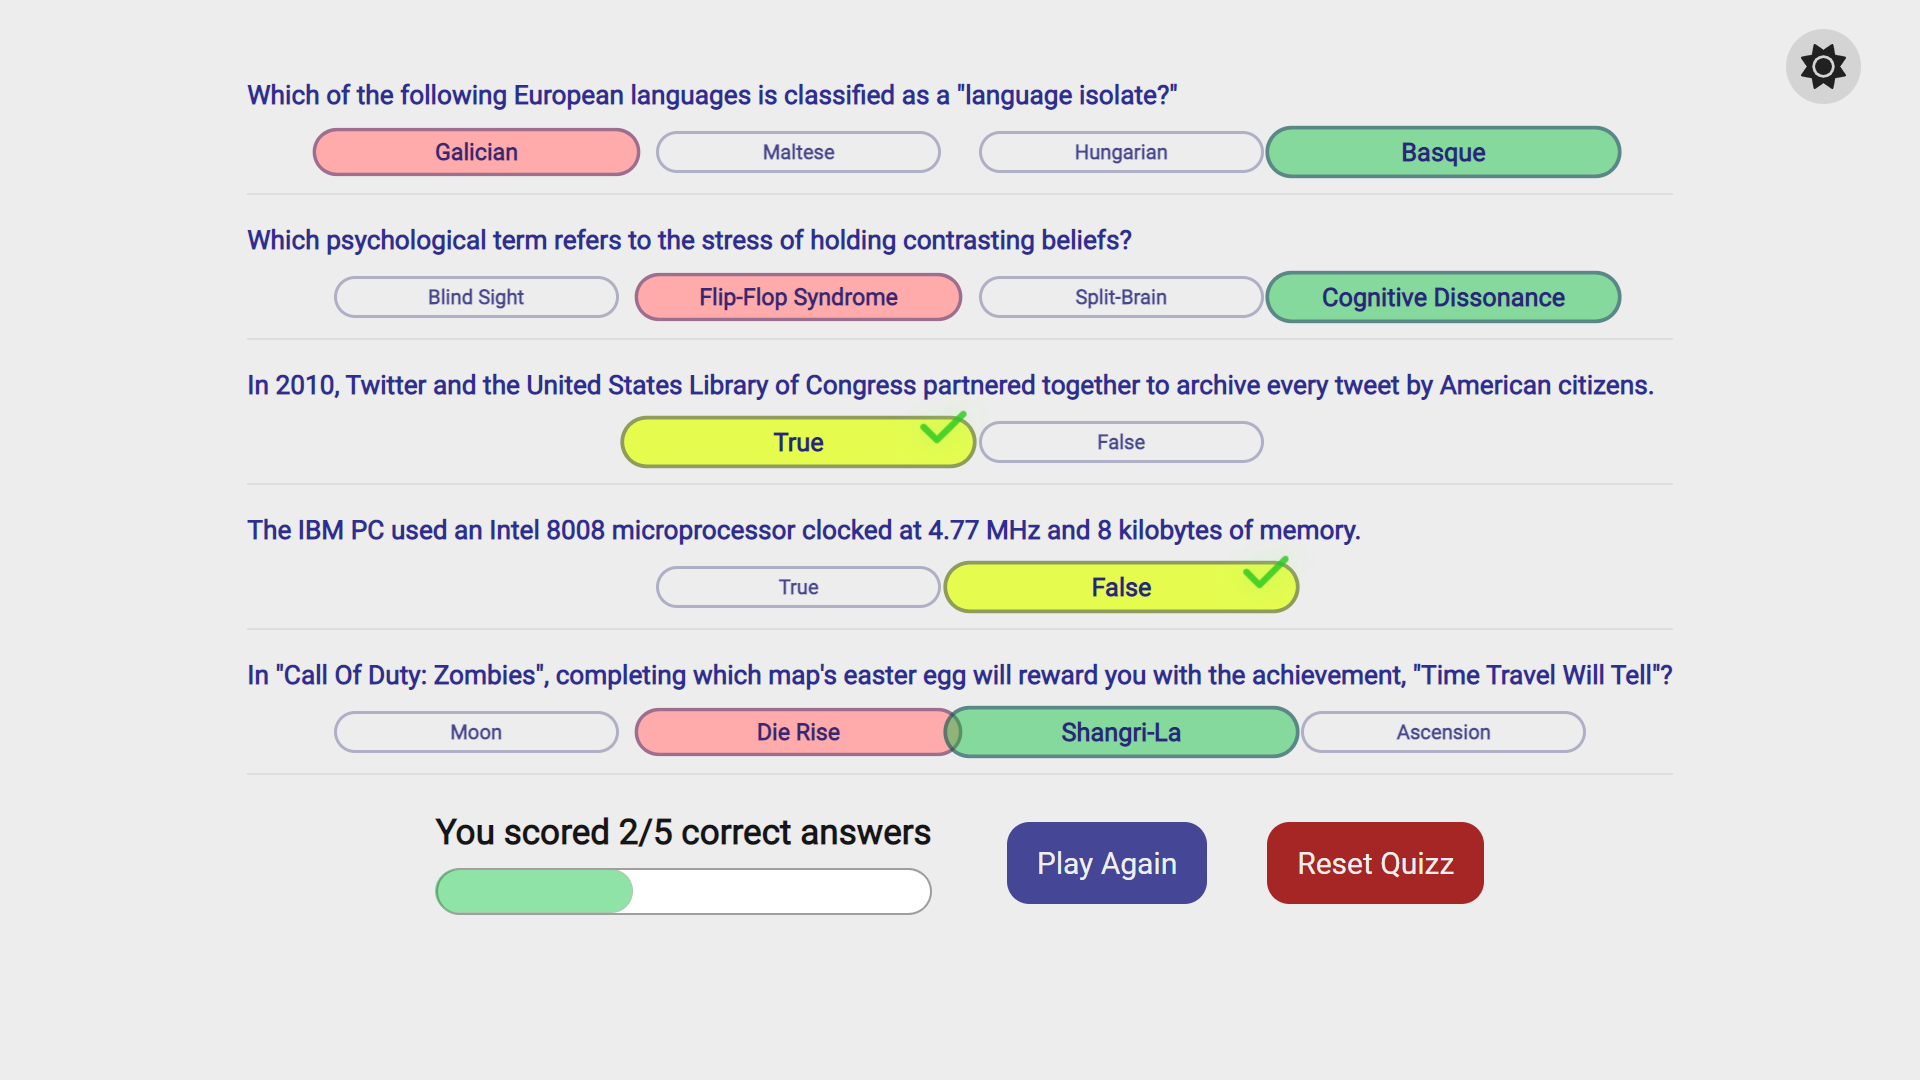 Which of the following European languages is classified as a "language isolate?"
Galician Maltese Hungarian Basque
Which psychological term refers to the stress of holding contrasting beliefs?
Blind Sight Flip-Flop Syndrome Split-Brain Cognitive Dissonance
In 2010, Twitter and the United States Library of Congress partnered together to archive every tweet by American citizens.
True False
The IBM PC used an Intel 8008 microprocessor clocked at 4.77 MHz and 8 kilobytes of memory.
True False
In "Call Of Duty: Zombies", completing which map's easter egg will reward you with the achievement, "Time Travel Will Tell"?
Moon Die Rise Shangri-La Ascension
You scored 2/5 correct answers
Play Again Reset Quizz